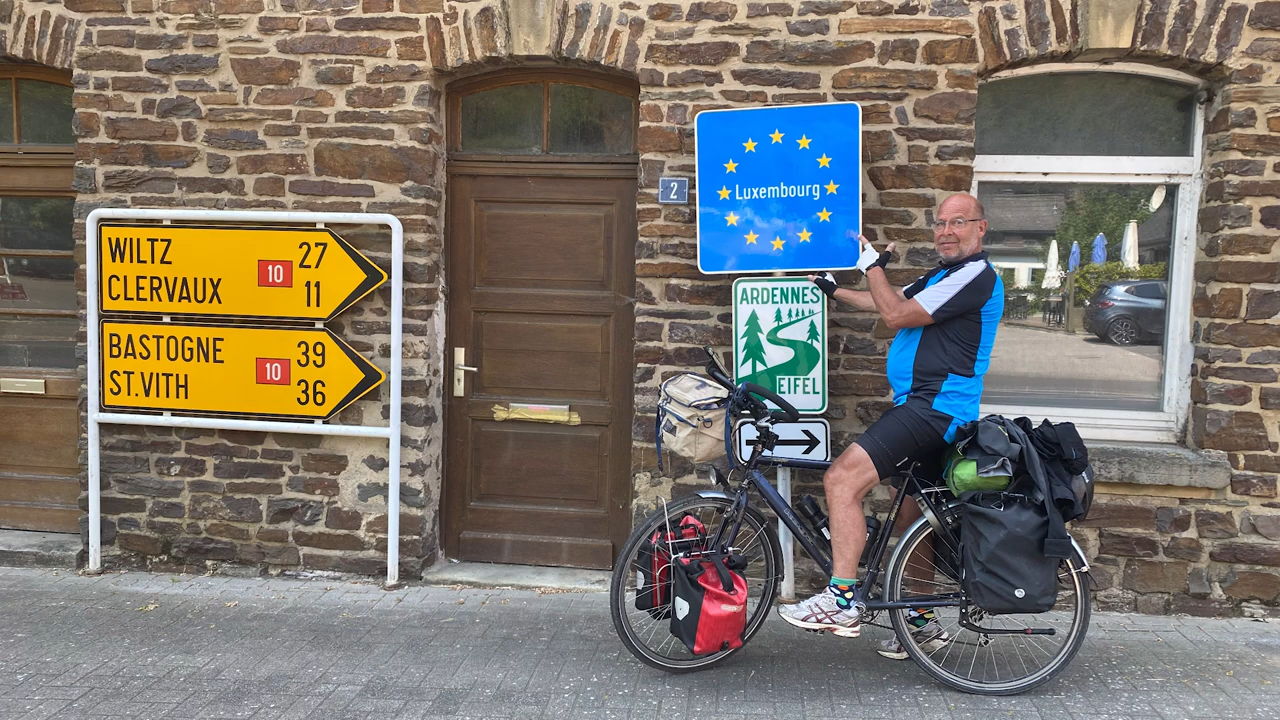 WILTZ 27
10
CLERVAUX 11
BASTOGNE 39
10
ST.VITH 36
2
Luxembourg
ARDENNES
EIFEL